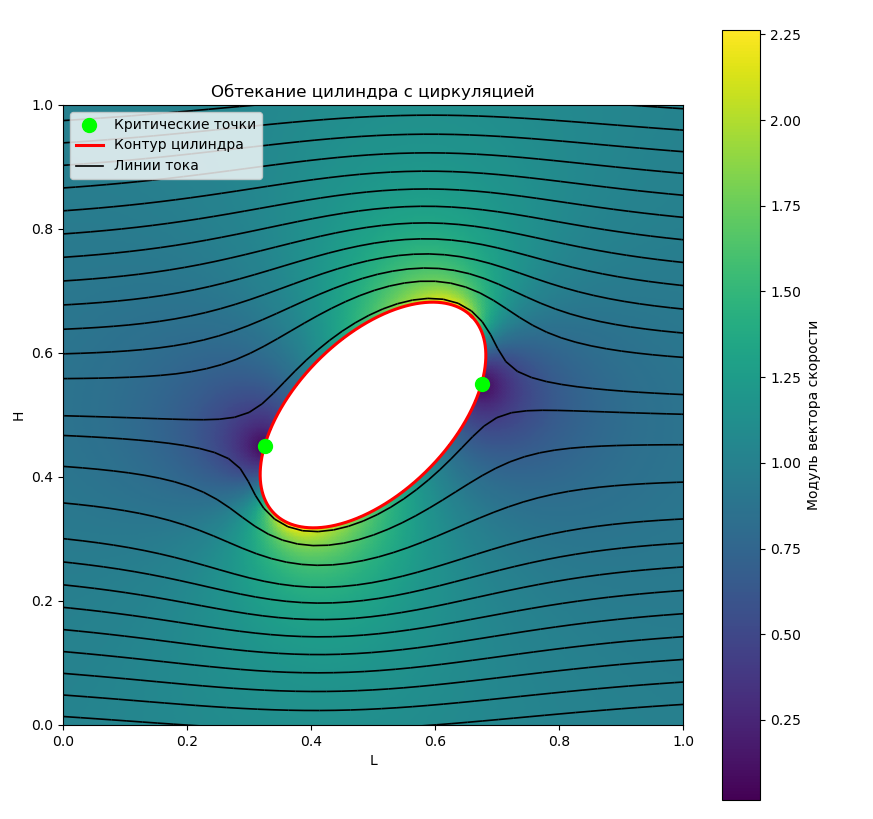 Обтекание цилиндра с циркуляцией
Критические точки
Контур цилиндра
Линии тока
1.0
0.8
0.6
0.4
0.2
0.0
H
0.0 0.2 0.4 0.6 0.8 1.0
L
2.25
2.00
1.75
1.50
1.25
1.00
0.75
0.50
0.25
Модуль вектора скорости